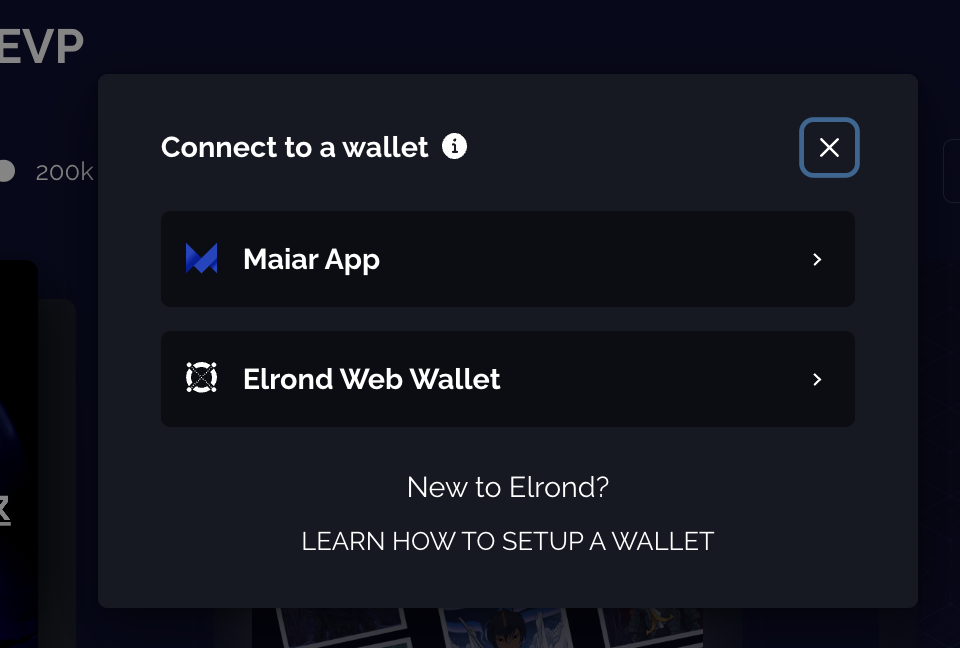 EVP
Connect to a wallet
200k
Maiar App
Elrond Web Wallet
New to Elrond?
LEARN HOW TO SETUP A WALLET